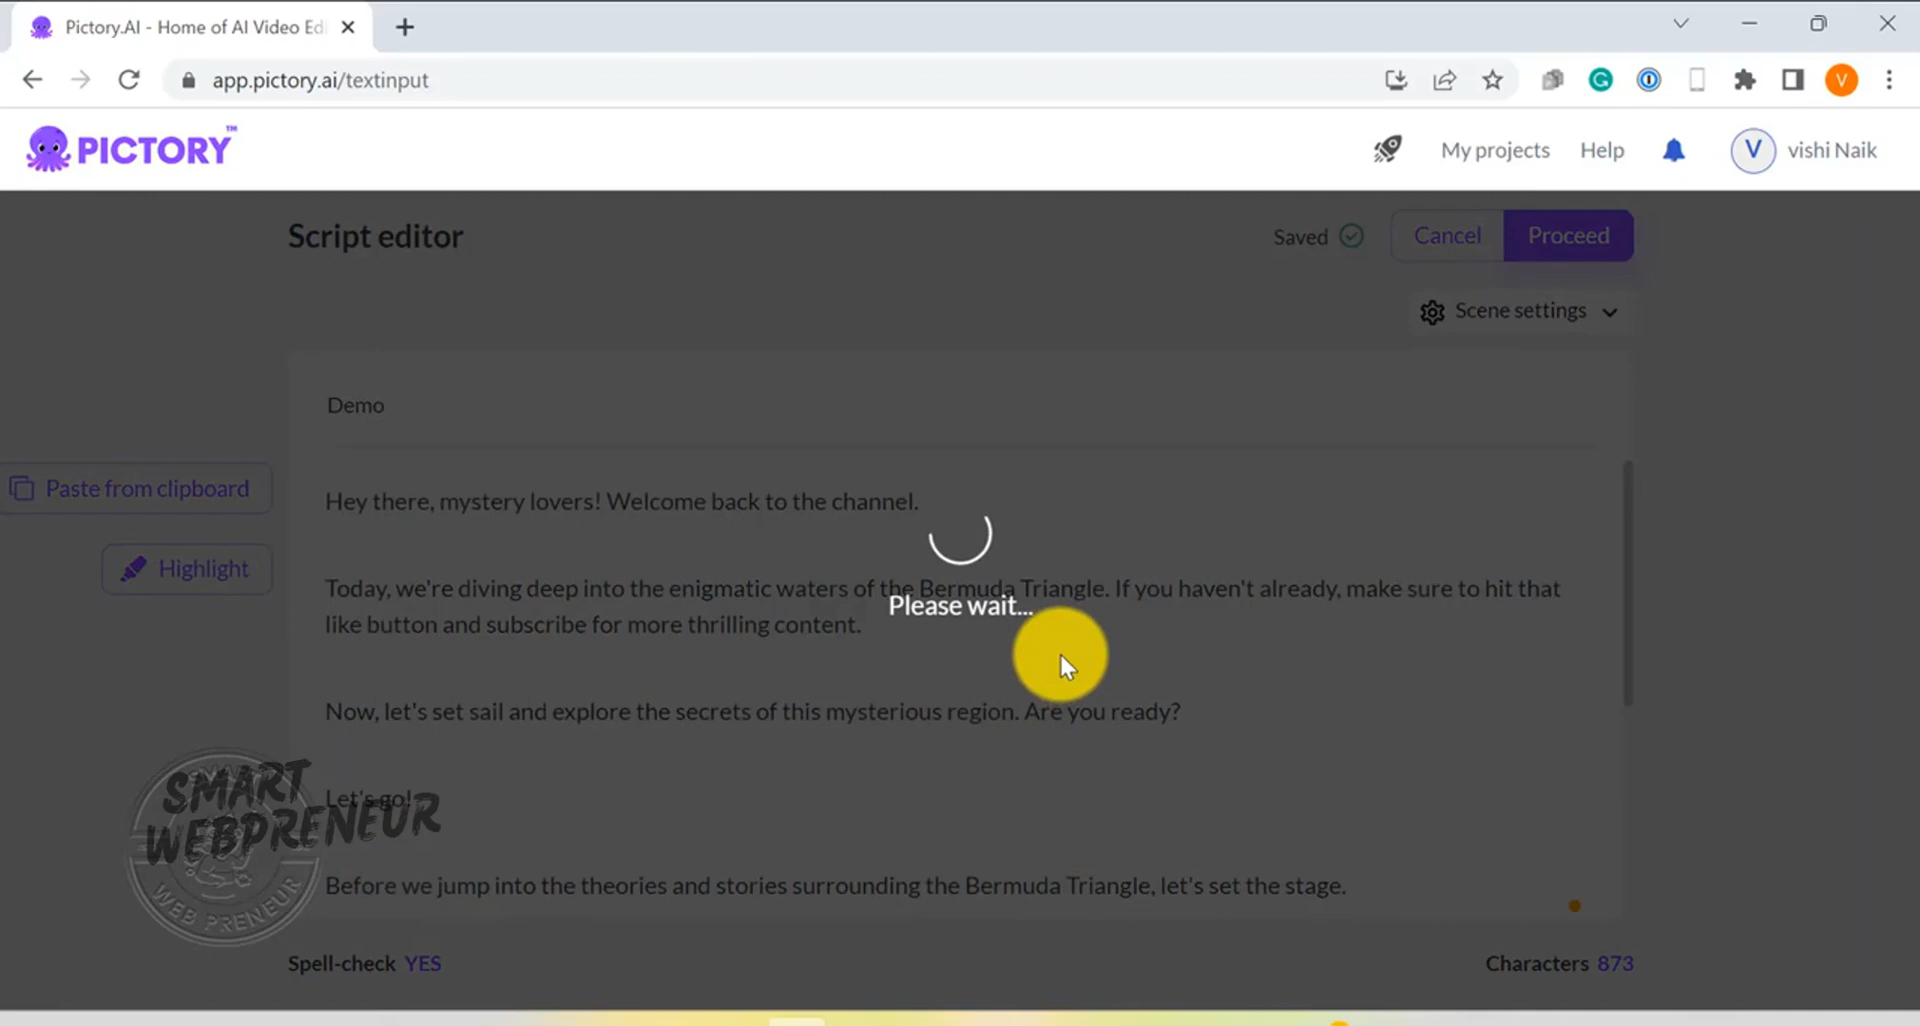 Pictory.AI - Home of AI Video Edi
app.pictory.ai/textinput
V
PICTORY™
My projects
Help
V
vishi Naik
Script editor
Saved
Cancel
Proceed
Scene settings
Demo
Paste from clipboard
Highlight
Hey there, mystery lovers! Welcome back to the channel.
Today, we're diving deep into the enigmatic waters of the Bermuda Triangle. If you haven't already, make sure to hit that
like button and subscribe for more thrilling content.
Please wait...
Now, let's set sail and explore the secrets of this mysterious region. Are you ready?
Let's go!
SMART
WEBPRENEUR
WEB PRENEUR
Before we jump into the theories and stories surrounding the Bermuda Triangle, let's set the stage.
Spell-check YES
Characters 873